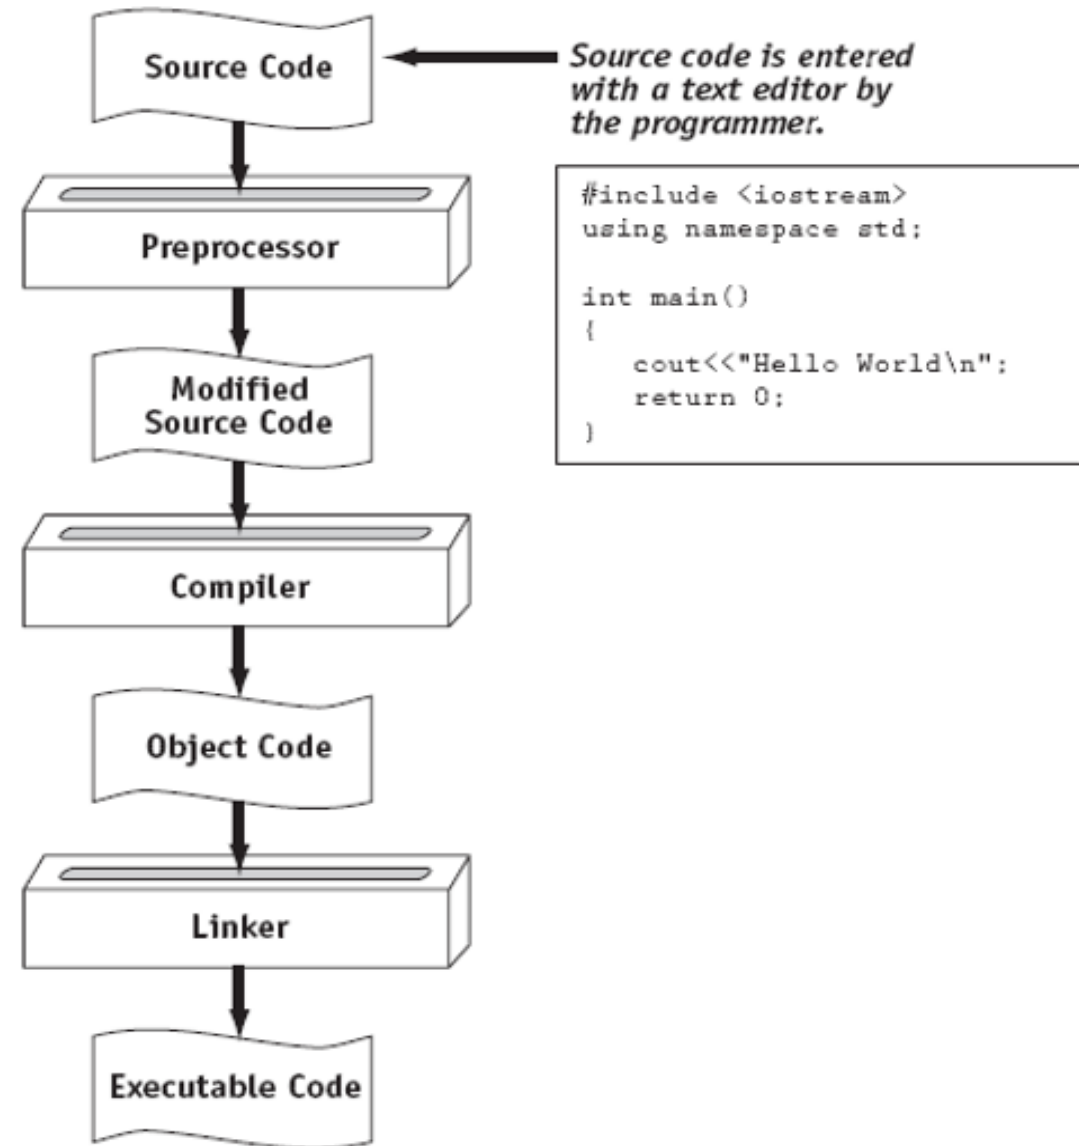 Source Code
Source code is entered
with a text editor by
the programmer.
#include <iostream>
using namespace std;
int main()
{
cout<<"Hello World\n";
return 0;
}
Preprocessor
Modified
Source Code
Compiler
Object Code
Linker
Executable Code